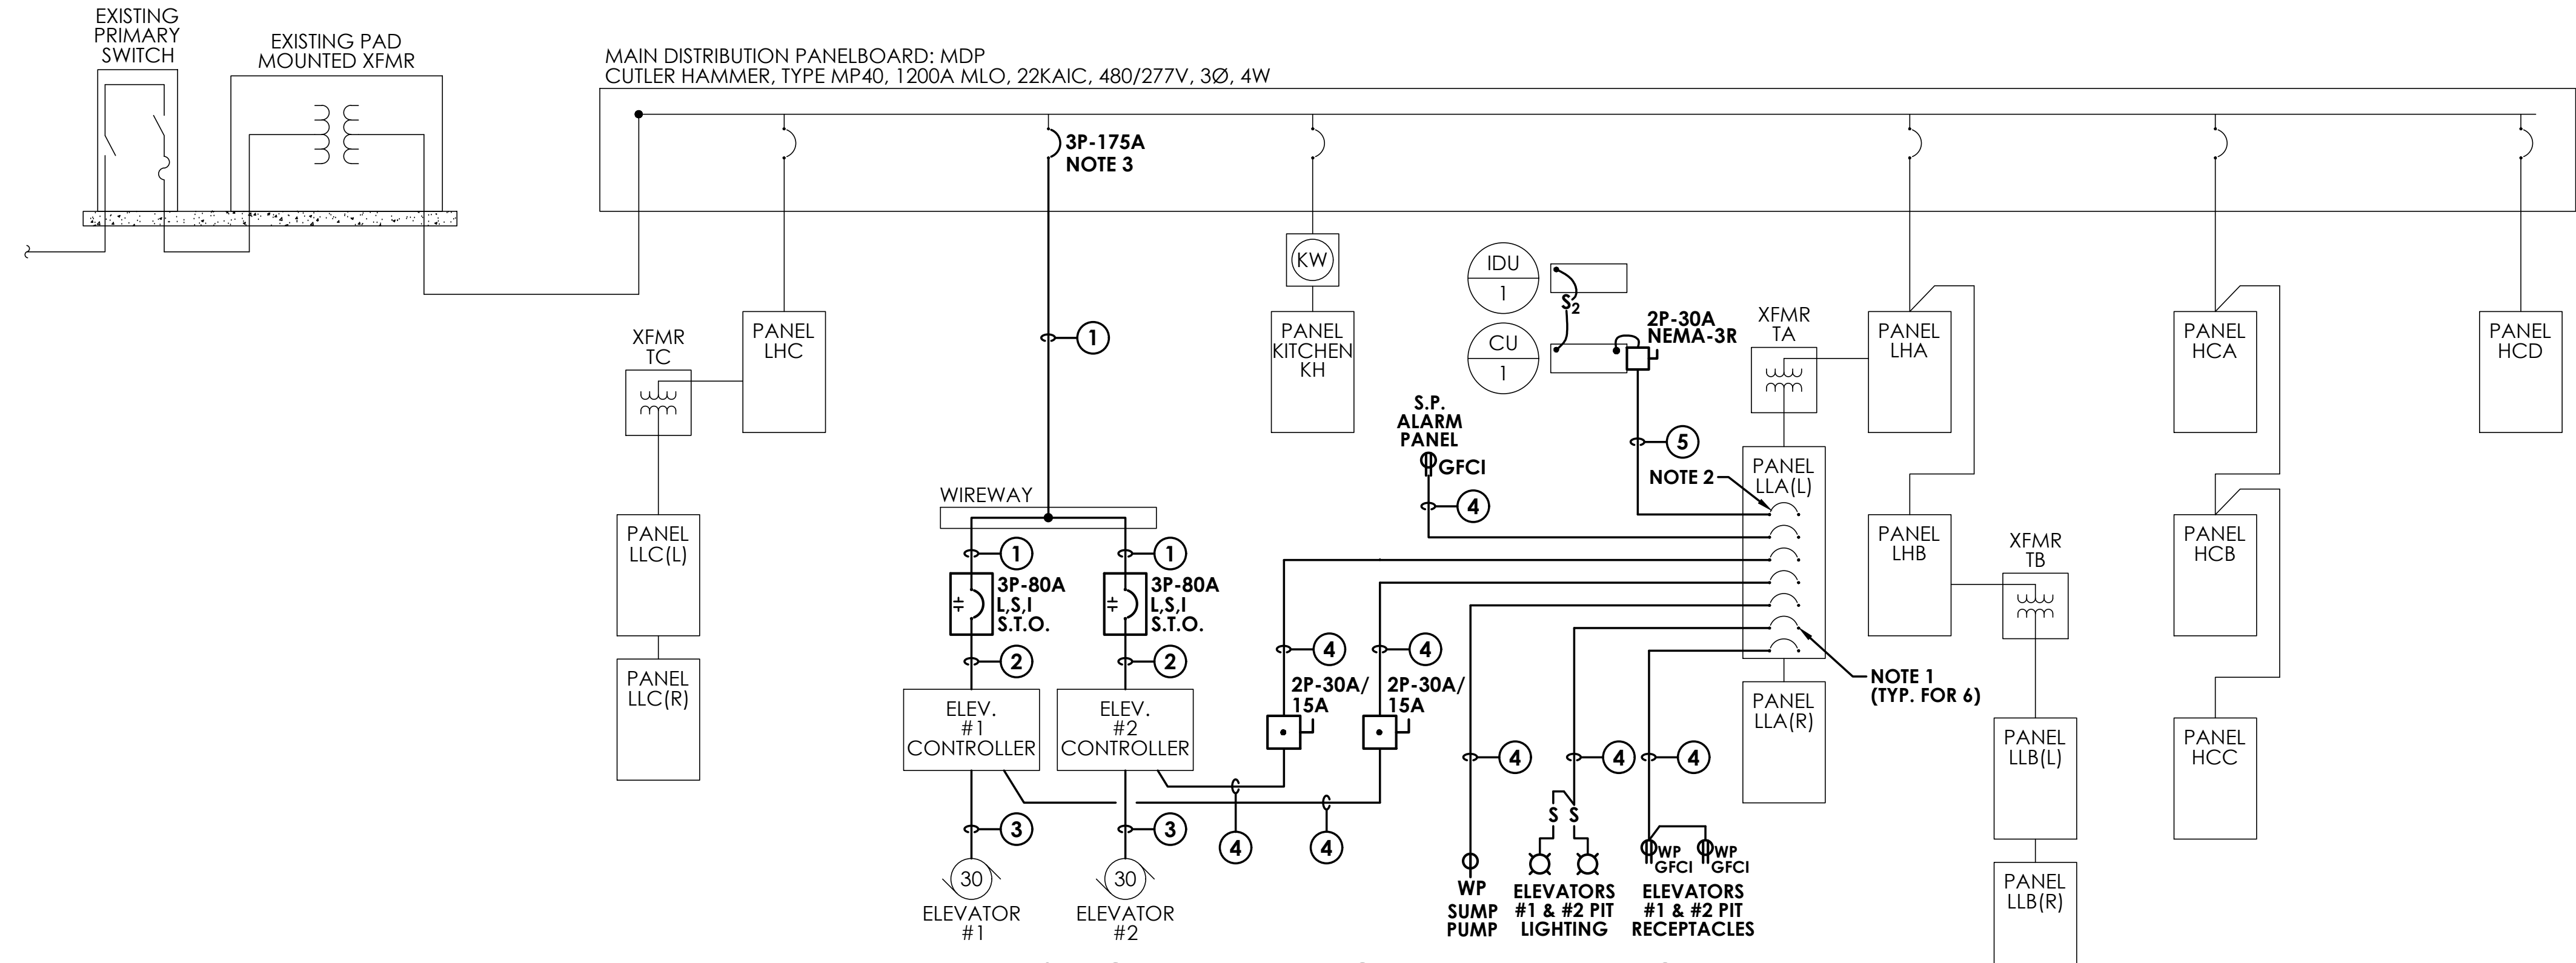 EXISTING
PRIMARY
SWITCH
EXISTING PAD
MOUNTED XFMR
MAIN DISTRIBUTION PANELBOARD: MDP
CUTLER HAMMER, TYPE MP40, 1200A MLO, 22KAIC, 480/277V, 3Ø, 4W
3P-175A
NOTE 3
KW
IDU
1
S2
CU
1
2P-30A
NEMA-3R
XFMR
TA
PANEL
LHC
XFMR
TC
1
PANEL
KITCHEN
KH
PANEL
LHA
PANEL
HCA
PANEL
HCD
S.P.
ALARM
PANEL
GFCI
4
5
NOTE 2
PANEL
LLA(L)
WIREWAY
PANEL
LLC(L)
1
1
3P-80A
L,S,I
S.T.O.
3P-80A
L,S,I
S.T.O.
2
2
PANEL
LHB
XFMR
TB
PANEL
HCB
PANEL
LLC(R)
ELEV.
#1
CONTROLLER
ELEV.
#2
CONTROLLER
4
4
2P-30A/
15A
2P-30A/
15A
NOTE 1
(TYP. FOR 6)
PANEL
LLA(R)
4
4
4
PANEL
LLB(L)
PANEL
HCC
3
3
4
4
S
S
30
30
WP
GFCI
WP
GFCI
ELEVATOR
#1
ELEVATOR
#2
WP
SUMP
PUMP
ELEVATORS
#1 & #2 PIT
LIGHTING
ELEVATORS
#1 & #2 PIT
RECEPTACLES
PANEL
LLB(R)